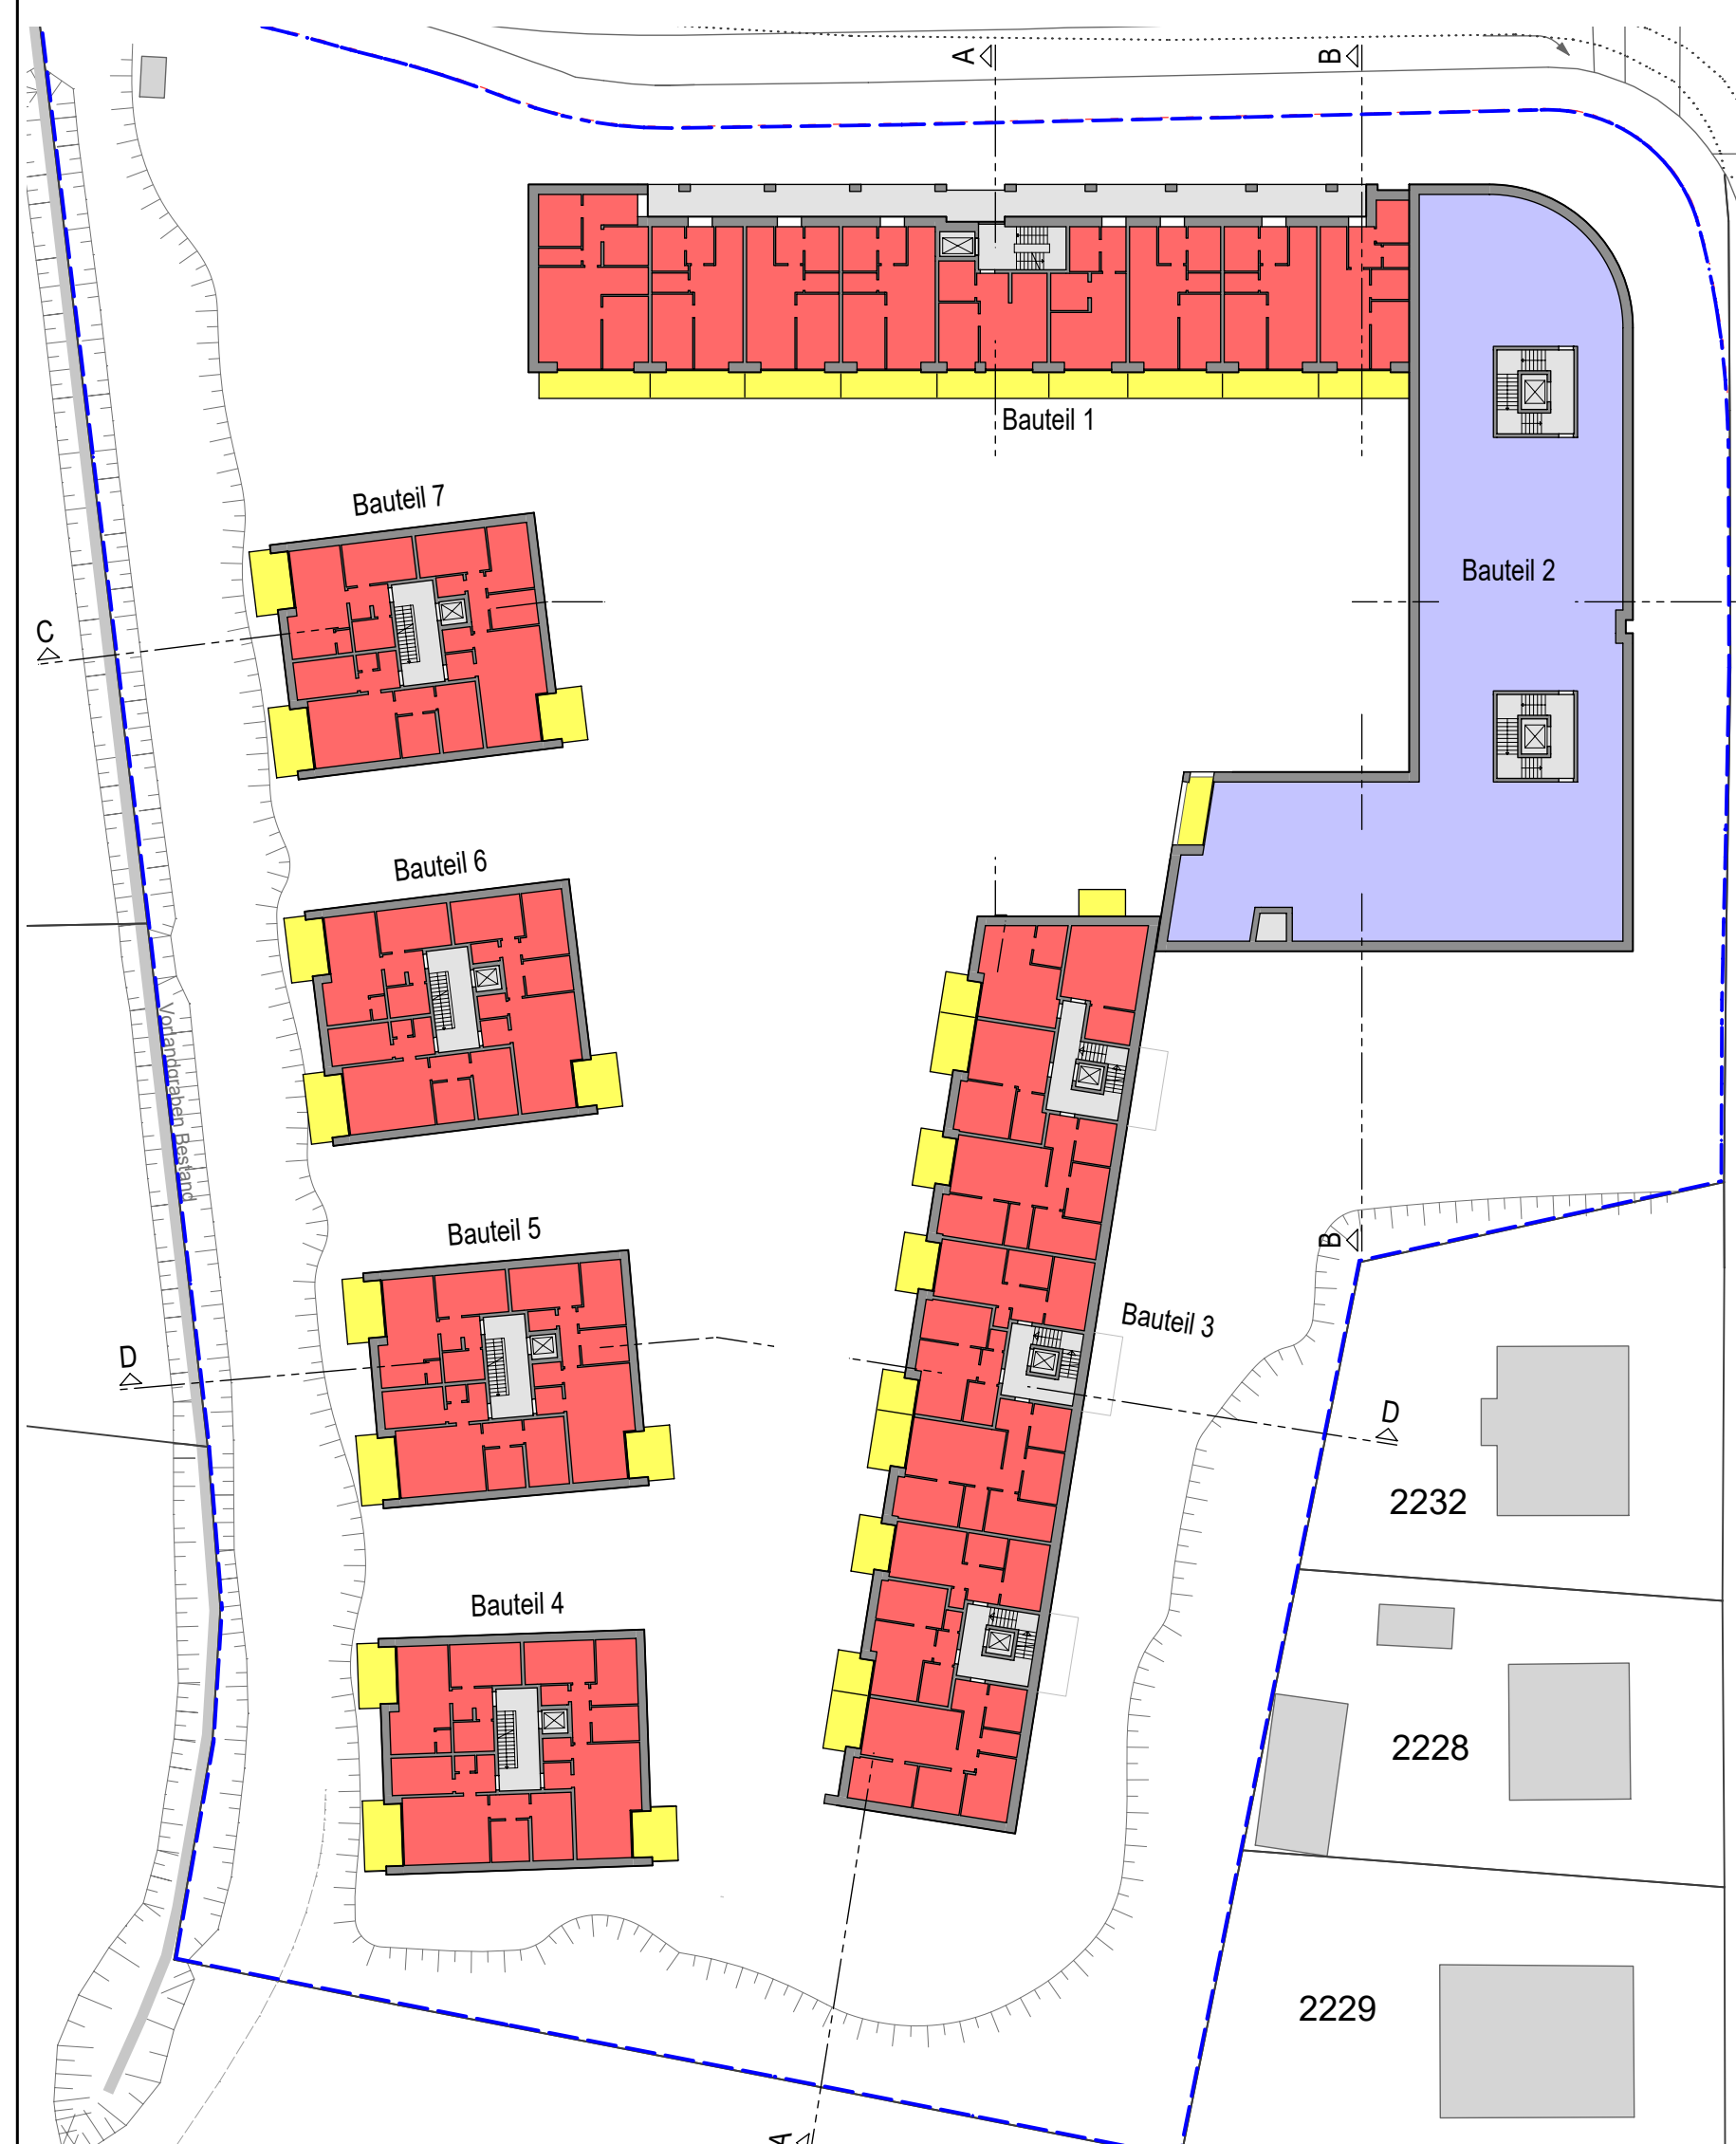 A
B
Bauteil 1
Bauteil 7
Bauteil 2
C
Bauteil 6
Vorlandgraben Bestand
Bauteil 5
B
Bauteil 3
D
D
2232
Bauteil 4
2228
2229
A